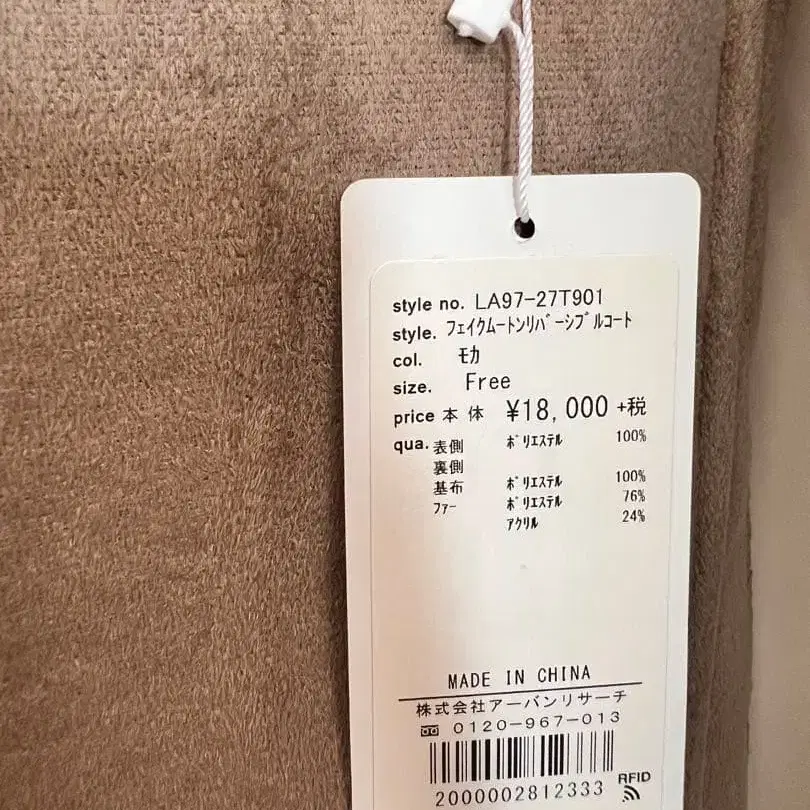 style no. LA97-27T901
style. ﾌｪｲｸﾑｰﾄﾝﾘﾊﾞｰｼﾌﾞﾙｺｰﾄ
col. ﾓｶ
size. Free
price 本体 ¥18,000 +税
qua. 表側 ﾎﾟﾘｴｽﾃﾙ 100%
裏側
基布 ﾎﾟﾘｴｽﾃﾙ 100%
ﾌｧｰ ﾎﾟﾘｴｽﾃﾙ 76%
ｱｸﾘﾙ 24%
MADE IN CHINA
株式会社アーバンリサーチ
0120-967-013
2000002812333
RFID